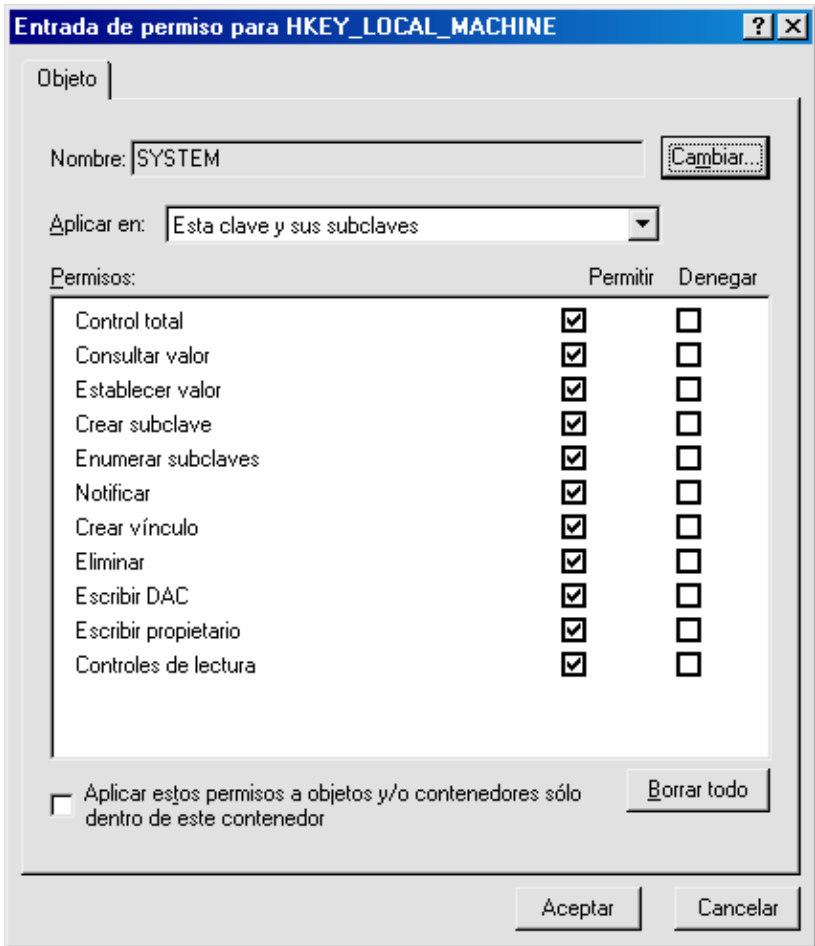 Entrada de permiso para HKEY_LOCAL_MACHINE
Objeto
Nombre: SYSTEM Cambiar...
Aplicar en: Esta clave y sus subclaves
Permisos: Permitir Denegar
Control total
Consultar valor
Establecer valor
Crear subclave
Enumerar subclaves
Notificar
Crear vínculo
Eliminar
Escribir DAC
Escribir propietario
Controles de lectura
Aplicar estos permisos a objetos y/o contenedores sólo
dentro de este contenedor
Borrar todo
Aceptar Cancelar